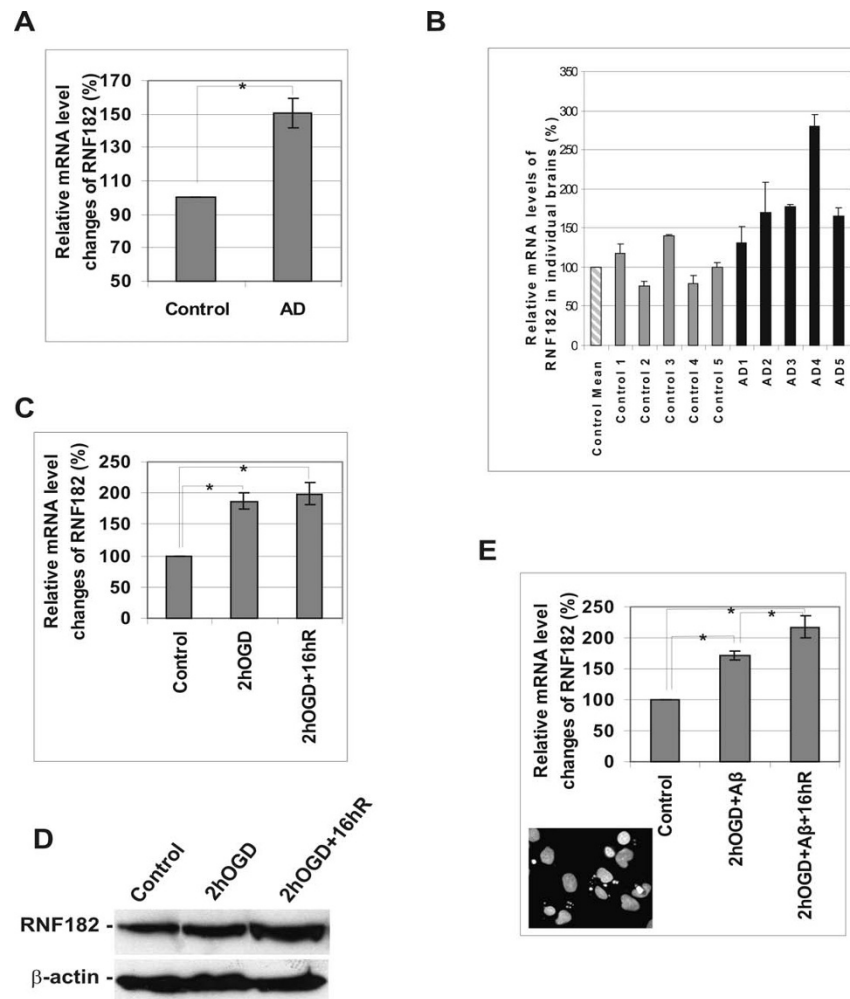 A
Relative mRNA level
changes of RNF182 (%)
170
150
130
110
90
70
50
*
Control
AD
B
Relative mRNA levels of
RNF182 in individual brains (%)
350
300
250
200
150
100
50
0
Control Mean
Control 1
Control 2
Control 3
Control 4
Control 5
AD1
AD2
AD3
AD4
AD5
C
Relative mRNA level
changes of RNF182 (%)
250
200
150
100
50
0
*
*
Control
2hOGD
2hOGD+16hR
D
Control
2hOGD
2hOGD+16hR
RNF182 -
β-actin -
E
Relative mRNA level
changes of RNF182 (%)
250
200
150
100
50
0
*
*
*
Control
2hOGD+Aβ
2hOGD+Aβ+16hR